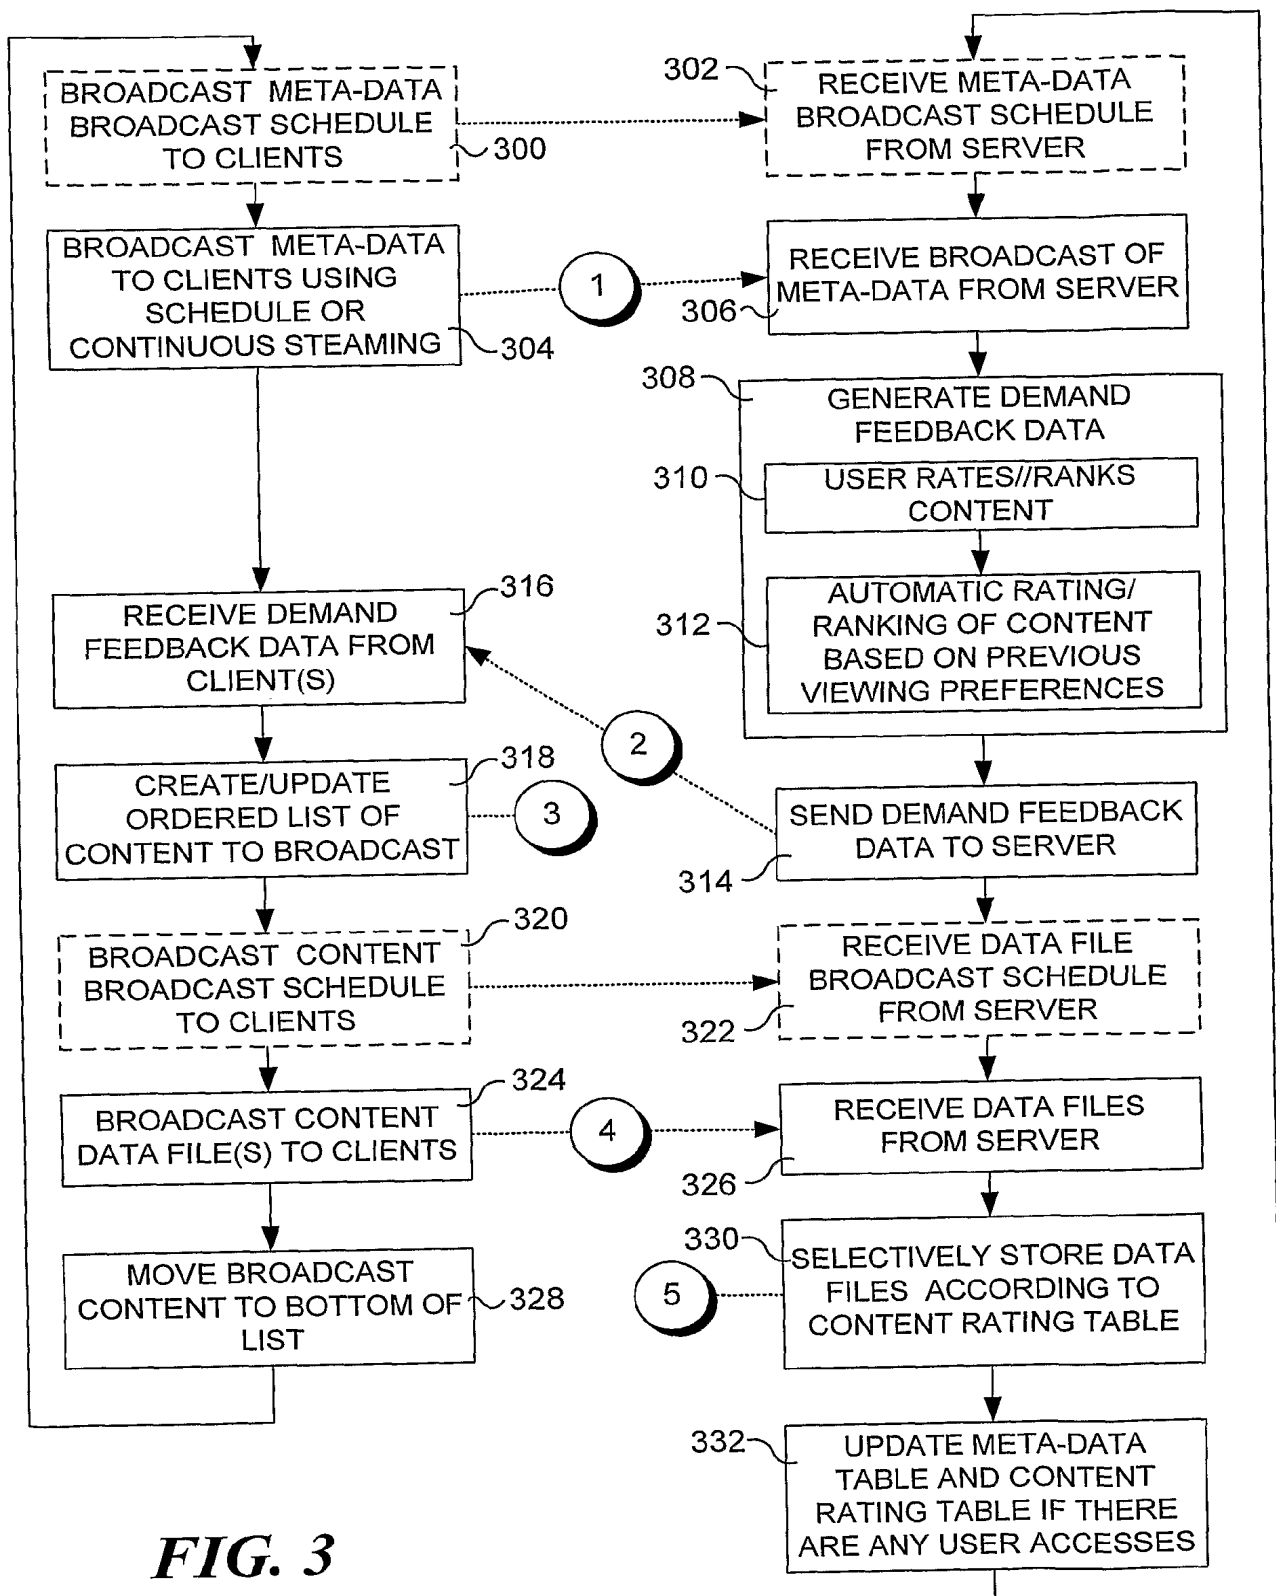 BROADCAST META-DATA
BROADCAST SCHEDULE
TO CLIENTS
300
302
RECEIVE META-DATA
BROADCAST SCHEDULE
FROM SERVER
BROADCAST META-DATA
TO CLIENTS USING
SCHEDULE OR
CONTINUOUS STEAMING
304
1
RECEIVE BROADCAST OF
META-DATA FROM SERVER
306
308
GENERATE DEMAND
FEEDBACK DATA
310
USER RATES//RANKS
CONTENT
312
AUTOMATIC RATING/
RANKING OF CONTENT
BASED ON PREVIOUS
VIEWING PREFERENCES
316
RECEIVE DEMAND
FEEDBACK DATA FROM
CLIENT(S)
2
318
CREATE/UPDATE
ORDERED LIST OF
CONTENT TO BROADCAST
3
SEND DEMAND FEEDBACK
DATA TO SERVER
314
320
BROADCAST CONTENT
BROADCAST SCHEDULE
TO CLIENTS
RECEIVE DATA FILE
BROADCAST SCHEDULE
FROM SERVER
322
324
BROADCAST CONTENT
DATA FILE(S) TO CLIENTS
4
RECEIVE DATA FILES
FROM SERVER
326
MOVE BROADCAST
CONTENT TO BOTTOM OF
LIST
328
330
5
SELECTIVELY STORE DATA
FILES ACCORDING TO
CONTENT RATING TABLE
332
UPDATE META-DATA
TABLE AND CONTENT
RATING TABLE IF THERE
ARE ANY USER ACCESSES
FIG. 3